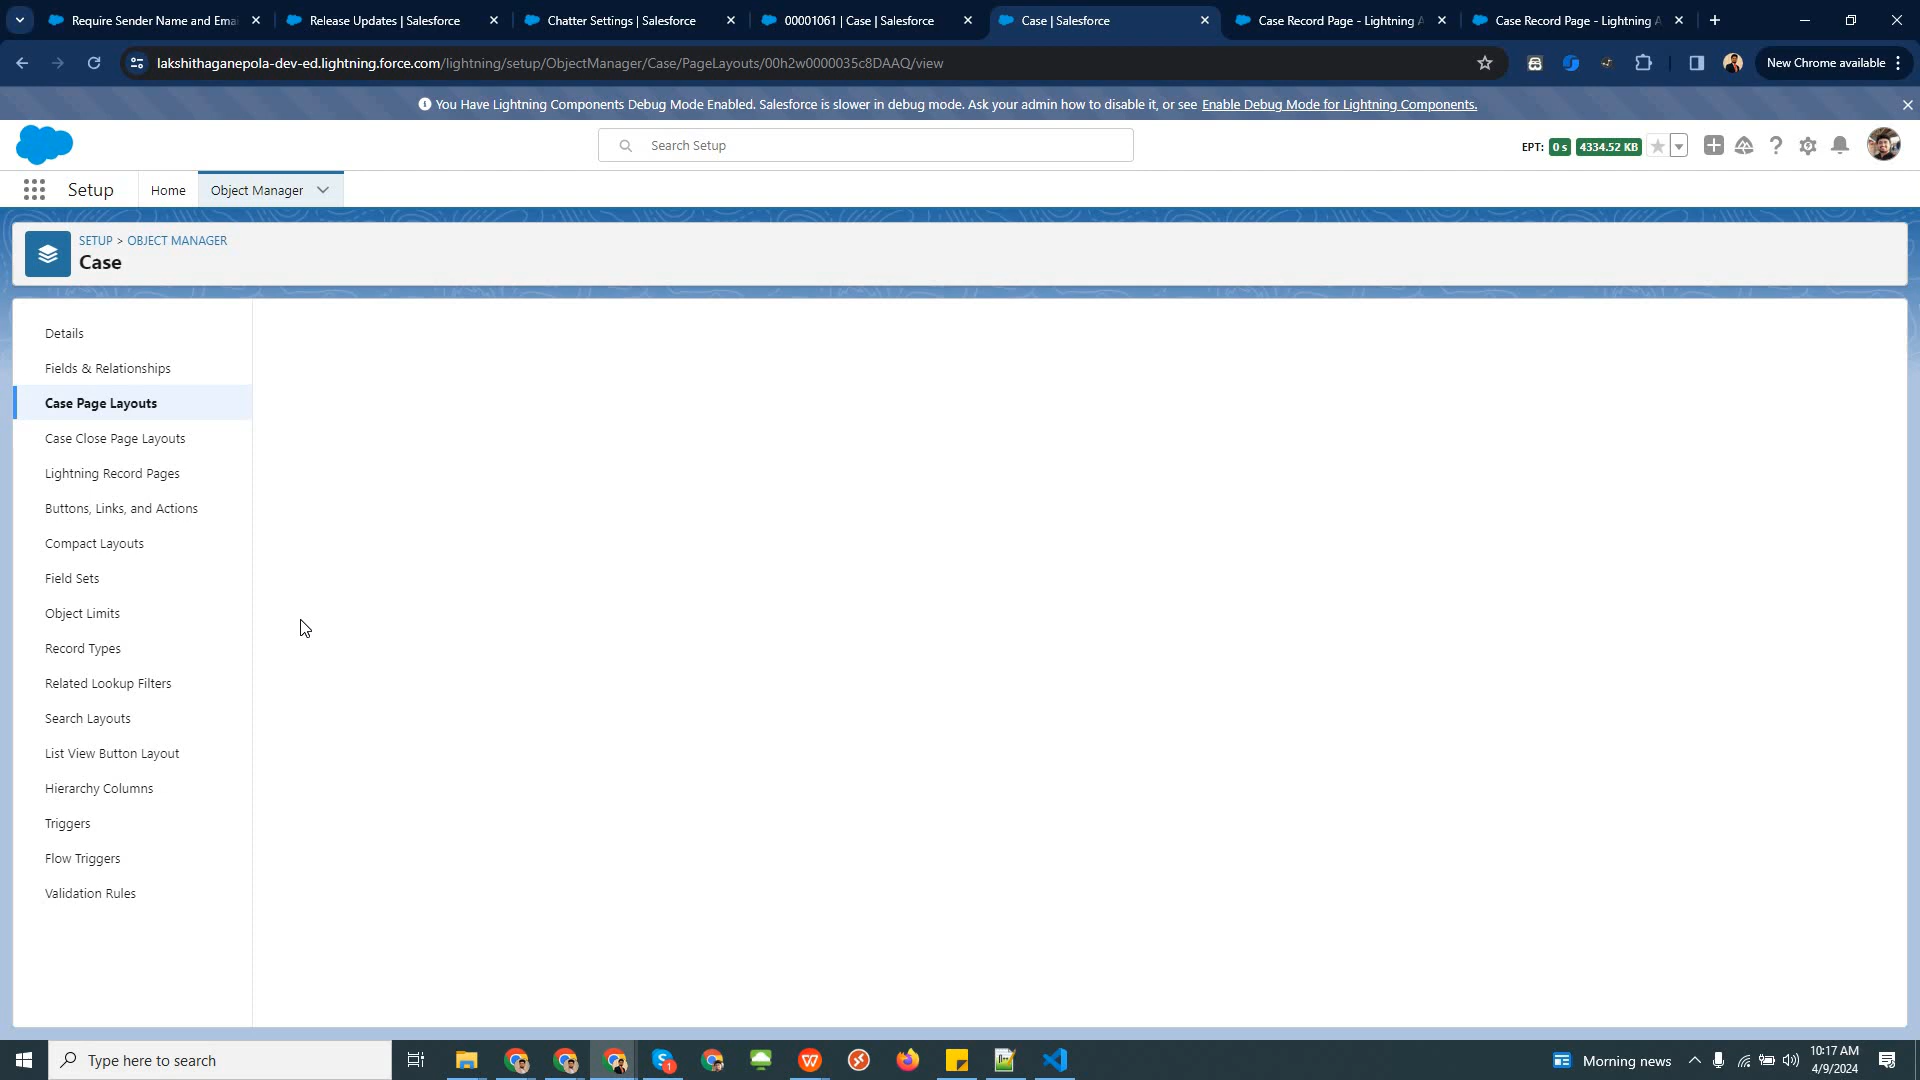 Require Sender Name and Emai
Release Updates | Salesforce
Chatter Settings | Salesforce
00001061 | Case | Salesforce
Case | Salesforce
Case Record Page - Lightning A
Case Record Page - Lightning A
lakshithaganepola-dev-ed.lightning.force.com/lightning/setup/ObjectManager/Case/PageLayouts/00h2w0000035c8DAAQ/view
New Chrome available
You Have Lightning Components Debug Mode Enabled. Salesforce is slower in debug mode. Ask your admin how to disable it, or see Enable Debug Mode for Lightning Components.
Search Setup
EPT: 0 s 4334.52 KB
Setup
Home
Object Manager
SETUP > OBJECT MANAGER
Case
Details
Fields & Relationships
Case Page Layouts
Case Close Page Layouts
Lightning Record Pages
Buttons, Links, and Actions
Compact Layouts
Field Sets
Object Limits
Record Types
Related Lookup Filters
Search Layouts
List View Button Layout
Hierarchy Columns
Triggers
Flow Triggers
Validation Rules
Type here to search
Morning news
10:17 AM
4/9/2024